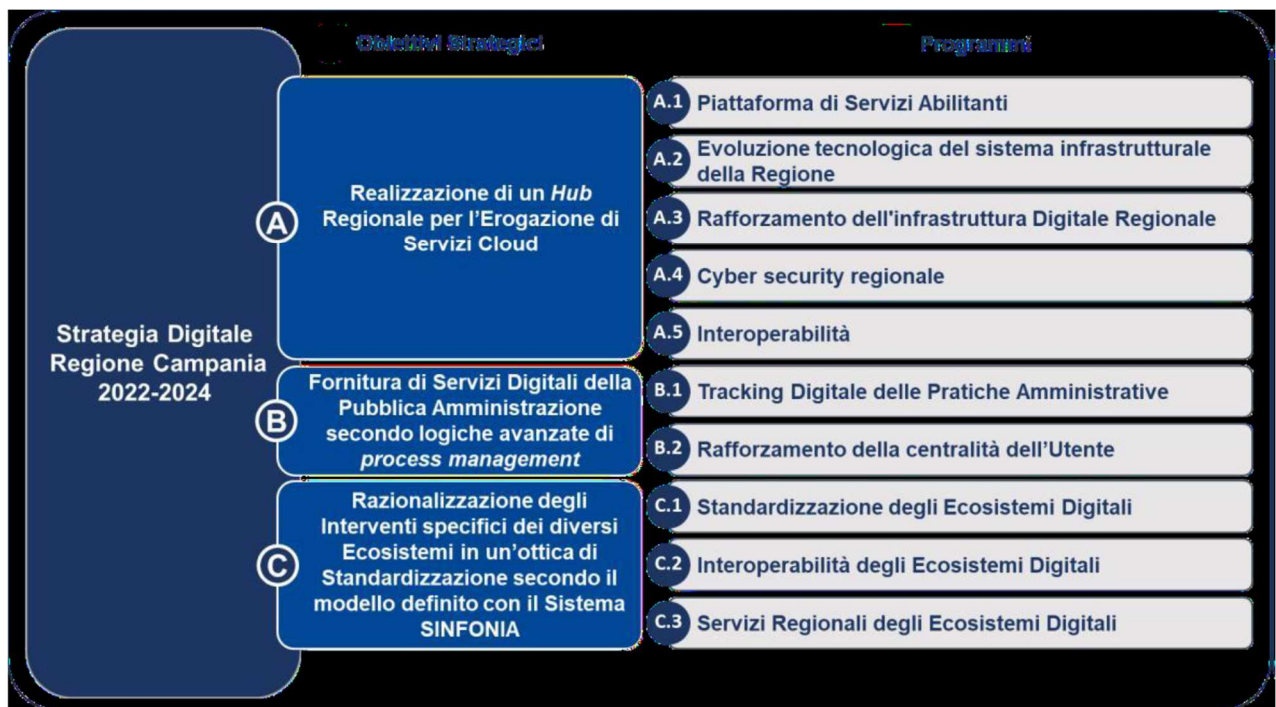 Obiettivi Strategici
Programmi
Strategia Digitale
Regione Campania
2022-2024
A
Realizzazione di un Hub
Regionale per l’Erogazione di
Servizi Cloud
A.1 Piattaforma di Servizi Abilitanti
A.2 Evoluzione tecnologica del sistema infrastrutturale
della Regione
A.3 Rafforzamento dell'infrastruttura Digitale Regionale
A.4 Cyber security regionale
A.5 Interoperabilità
B
Fornitura di Servizi Digitali della
Pubblica Amministrazione
secondo logiche avanzate di
process management
B.1 Tracking Digitale delle Pratiche Amministrative
B.2 Rafforzamento della centralità dell’Utente
C
Razionalizzazione degli
Interventi specifici dei diversi
Ecosistemi in un’ottica di
Standardizzazione secondo il
modello definito con il Sistema
SINFONIA
C.1 Standardizzazione degli Ecosistemi Digitali
C.2 Interoperabilità degli Ecosistemi Digitali
C.3 Servizi Regionali degli Ecosistemi Digitali